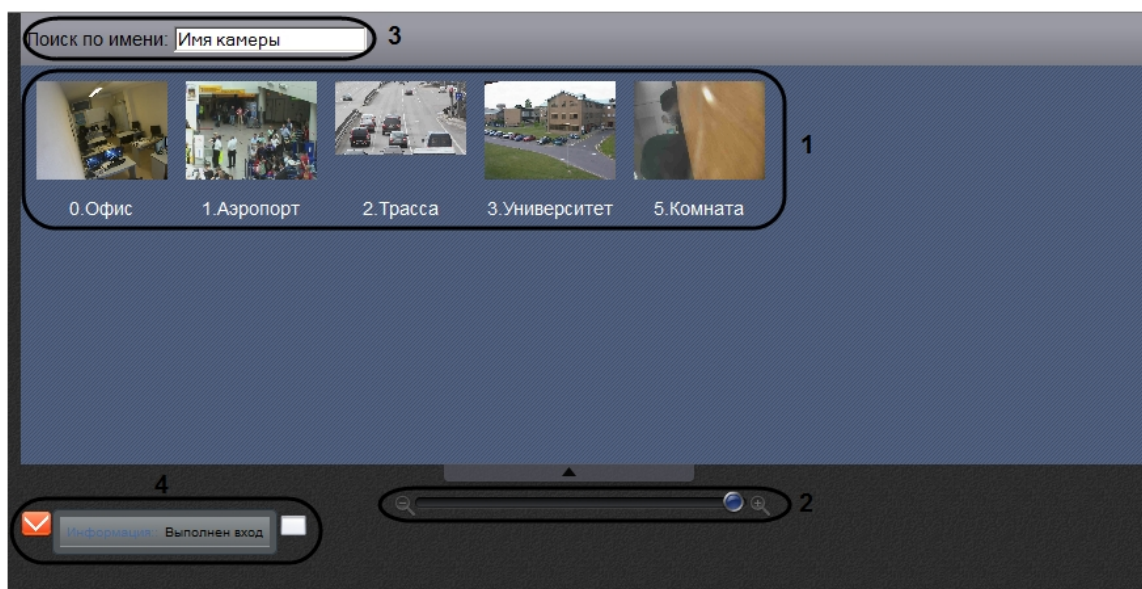 Поиск по имени: Имя камеры 3
1
0.Офис 1.Аэропорт 2.Трасса 3.Университет 5.Комната
4
2
Информация: Выполнен вход